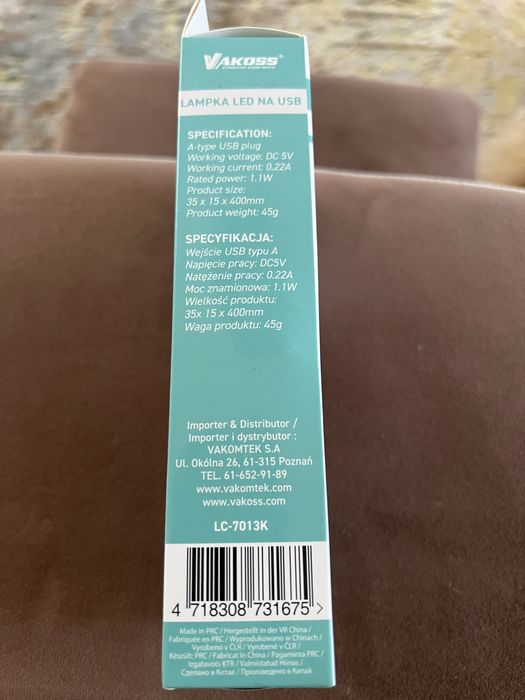 VAKOSS®
LAMPKA LED NA USB
SPECIFICATION:
A-type USB plug
Working voltage: DC 5V
Working current: 0.22A
Rated power: 1.1W
Product size:
35 x 15 x 400mm
Product weight: 45g
SPECYFIKACJA:
Wejście USB typu A
Napięcie pracy: DC5V
Natężenie pracy: 0.22A
Moc znamionowa: 1.1W
Wielkość produktu:
35x 15 x 400mm
Waga produktu: 45g
Importer & Distributor /
Importer i dystrybutor :
VAKOMTEK S.A
Ul. Okólna 26, 61-315 Poznań
TEL. 61-652-91-89
www.vakomtek.com
www.vakoss.com
LC-7013K
4 718308 731675 >
Made in PRC / Hergestellt in der VR China /
Fabriquée en PRC / Wyprodukowano w Chinach /
Vyrobeno v ČLR / Vyrobené v ČĽR /
Készült: PRC / Fabricat în China / Pagaminta PRC /
Izgatavots ĶTR / Valmistatud Hiinas /
Сделано в Китае / Произведено в Китай